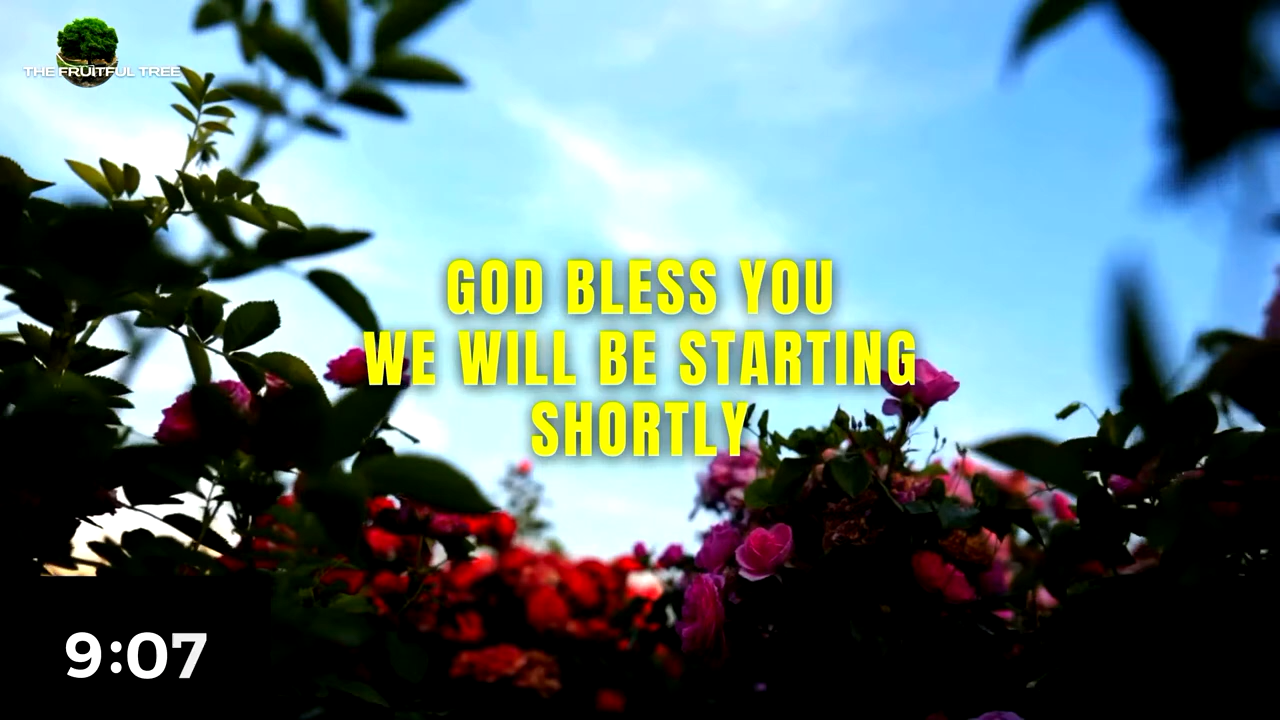 THE FRUITFUL TREE
GOD BLESS YOU
WE WILL BE STARTING
SHORTLY
9:07